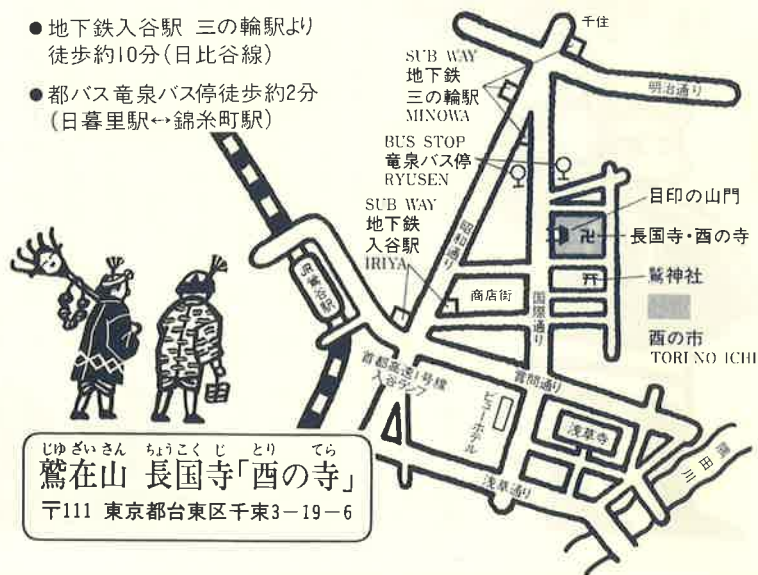 ● 地下鉄入谷駅 三の輪駅より
徒歩約10分(日比谷線)
● 都バス竜泉バス停徒歩約2分
(日暮里駅↔錦糸町駅)
千住
SUB WAY
地下鉄
三の輪駅
MINOWA
明治通り
BUS STOP
竜泉バス停
RYUSEN
SUB WAY
地下鉄
入谷駅
IRIYA
昭和通り
目印の山門
卍
長国寺・酉の寺
鷲神社
商店街
国際通り
酉の市
TORI NO ICHI
JR鶯谷駅
首都高速1号線
入谷ランプ
言問通り
ビューホテル
浅草寺
隅田川
浅草通り
じゅざいさん ちょうこくじ とり てら
鷲在山 長国寺「酉の寺」
〒111 東京都台東区千束3-19-6